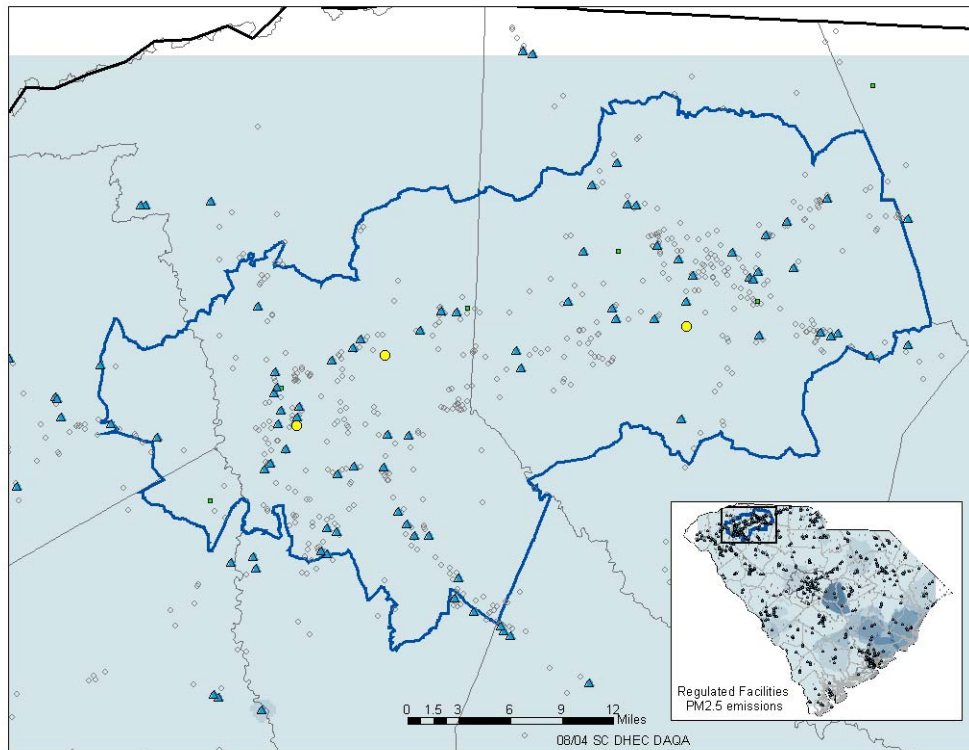 Regulated Facilities
PM2.5 emissions
0 1.5 3 6 9 12
Miles
08/04 SC DHEC DAQA